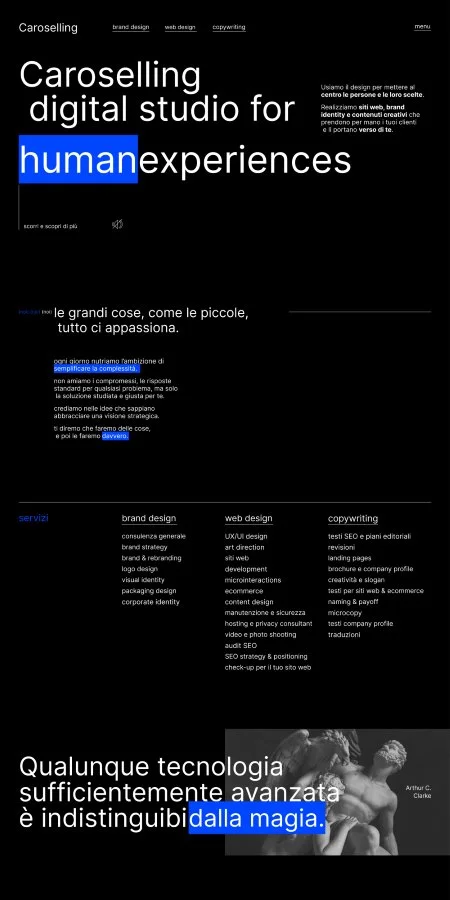 Caroselling
brand design
web design
copywriting
menu
Caroselling
digital studio for
humanexperiences
Usiamo il design per mettere al
centro le persone e le loro scelte.
Realizziamo siti web, brand
identity e contenuti creativi che
prendono per mano i tuoi clienti
e li portano verso di te.
scorri e scopri di più
(noi)
le grandi cose, come le piccole,
tutto ci appassiona.
ogni giorno nutriamo l'ambizione di
semplificare la complessità.
non amiamo i compromessi, le risposte
standard per qualsiasi problema, ma solo
la soluzione studiata e giusta per te.
crediamo nelle idee che sappiano
abbracciare una visione strategica.
ti diremo che faremo delle cose,
e poi le faremo davvero.
servizi
brand design
consulenza generale
brand strategy
brand & rebranding
logo design
visual identity
packaging design
corporate identity
web design
UX/UI design
art direction
siti web
development
microinteractions
ecommerce
content design
manutenzione e sicurezza
hosting e privacy consultant
video e photo shooting
audit SEO
SEO strategy & positioning
check-up per il tuo sito web
copywriting
testi SEO e piani editoriali
revisioni
landing pages
brochure e company profile
creatività e slogan
testi per siti web & ecommerce
naming & payoff
microcopy
testi company profile
traduzioni
Qualunque tecnologia
sufficientemente avanzata
è indistinguibi dalla magia.
Arthur C.
Clarke